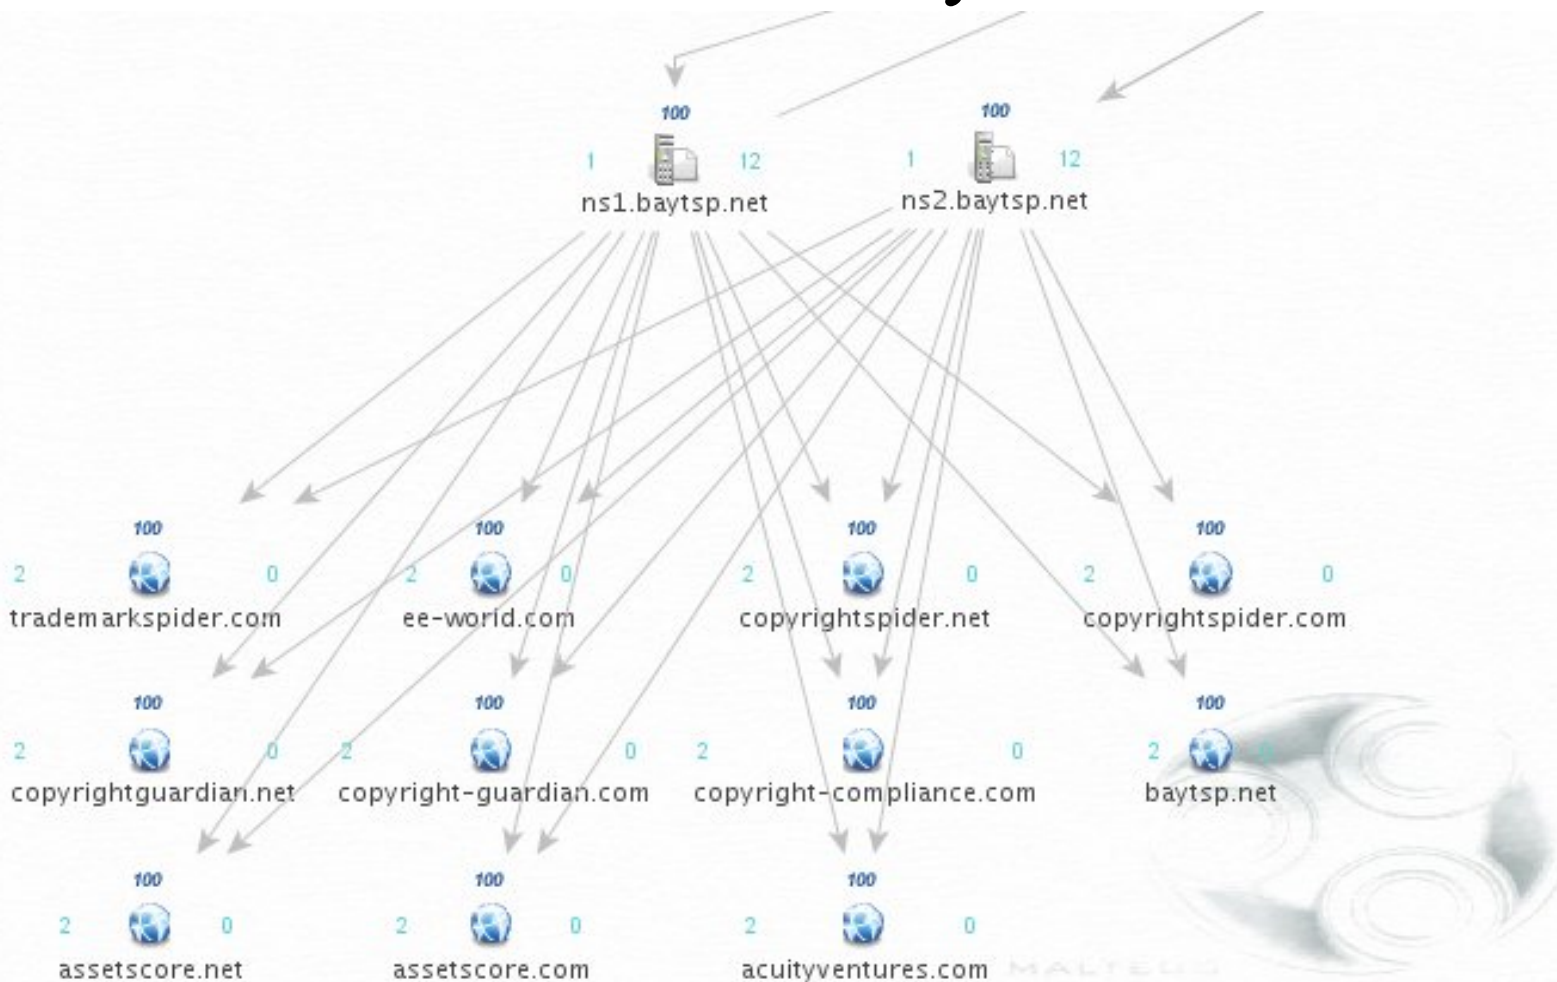 100 100
1 12 1 12
ns1.baytsp.net ns2.baytsp.net
100 100 100 100
2 0 2 0 2 0 2 0
trademarkspider.com ee-world.com copyrightspider.net copyrightspider.com
100 100 100 100
2 0 2 0 2 0 2 0
copyrightguardian.net copyright-guardian.com copyright-compliance.com baytsp.net
100 100 100
2 0 2 0 2 0
assetscore.net assetscore.com acuityventures.com